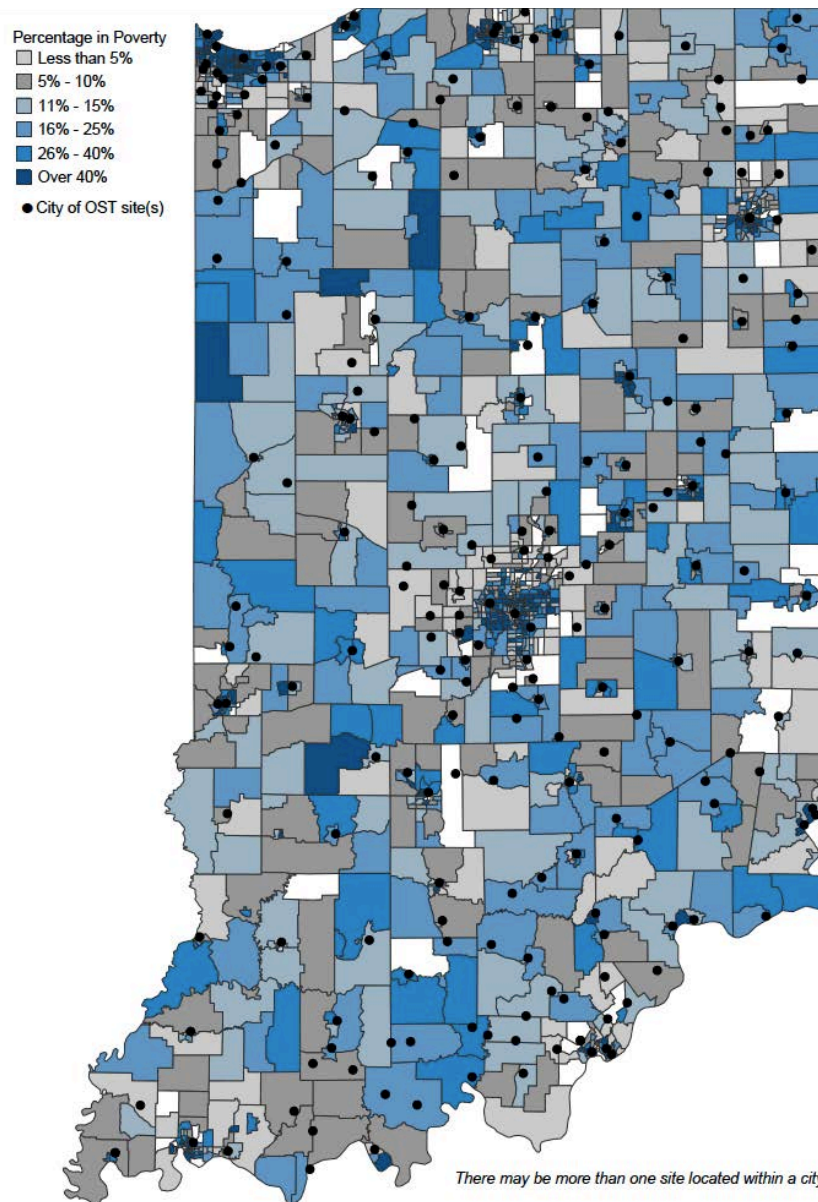 Percentage in Poverty
Less than 5%
5% - 10%
11% - 15%
16% - 25%
26% - 40%
Over 40%
City of OST site(s)
There may be more than one site located within a city